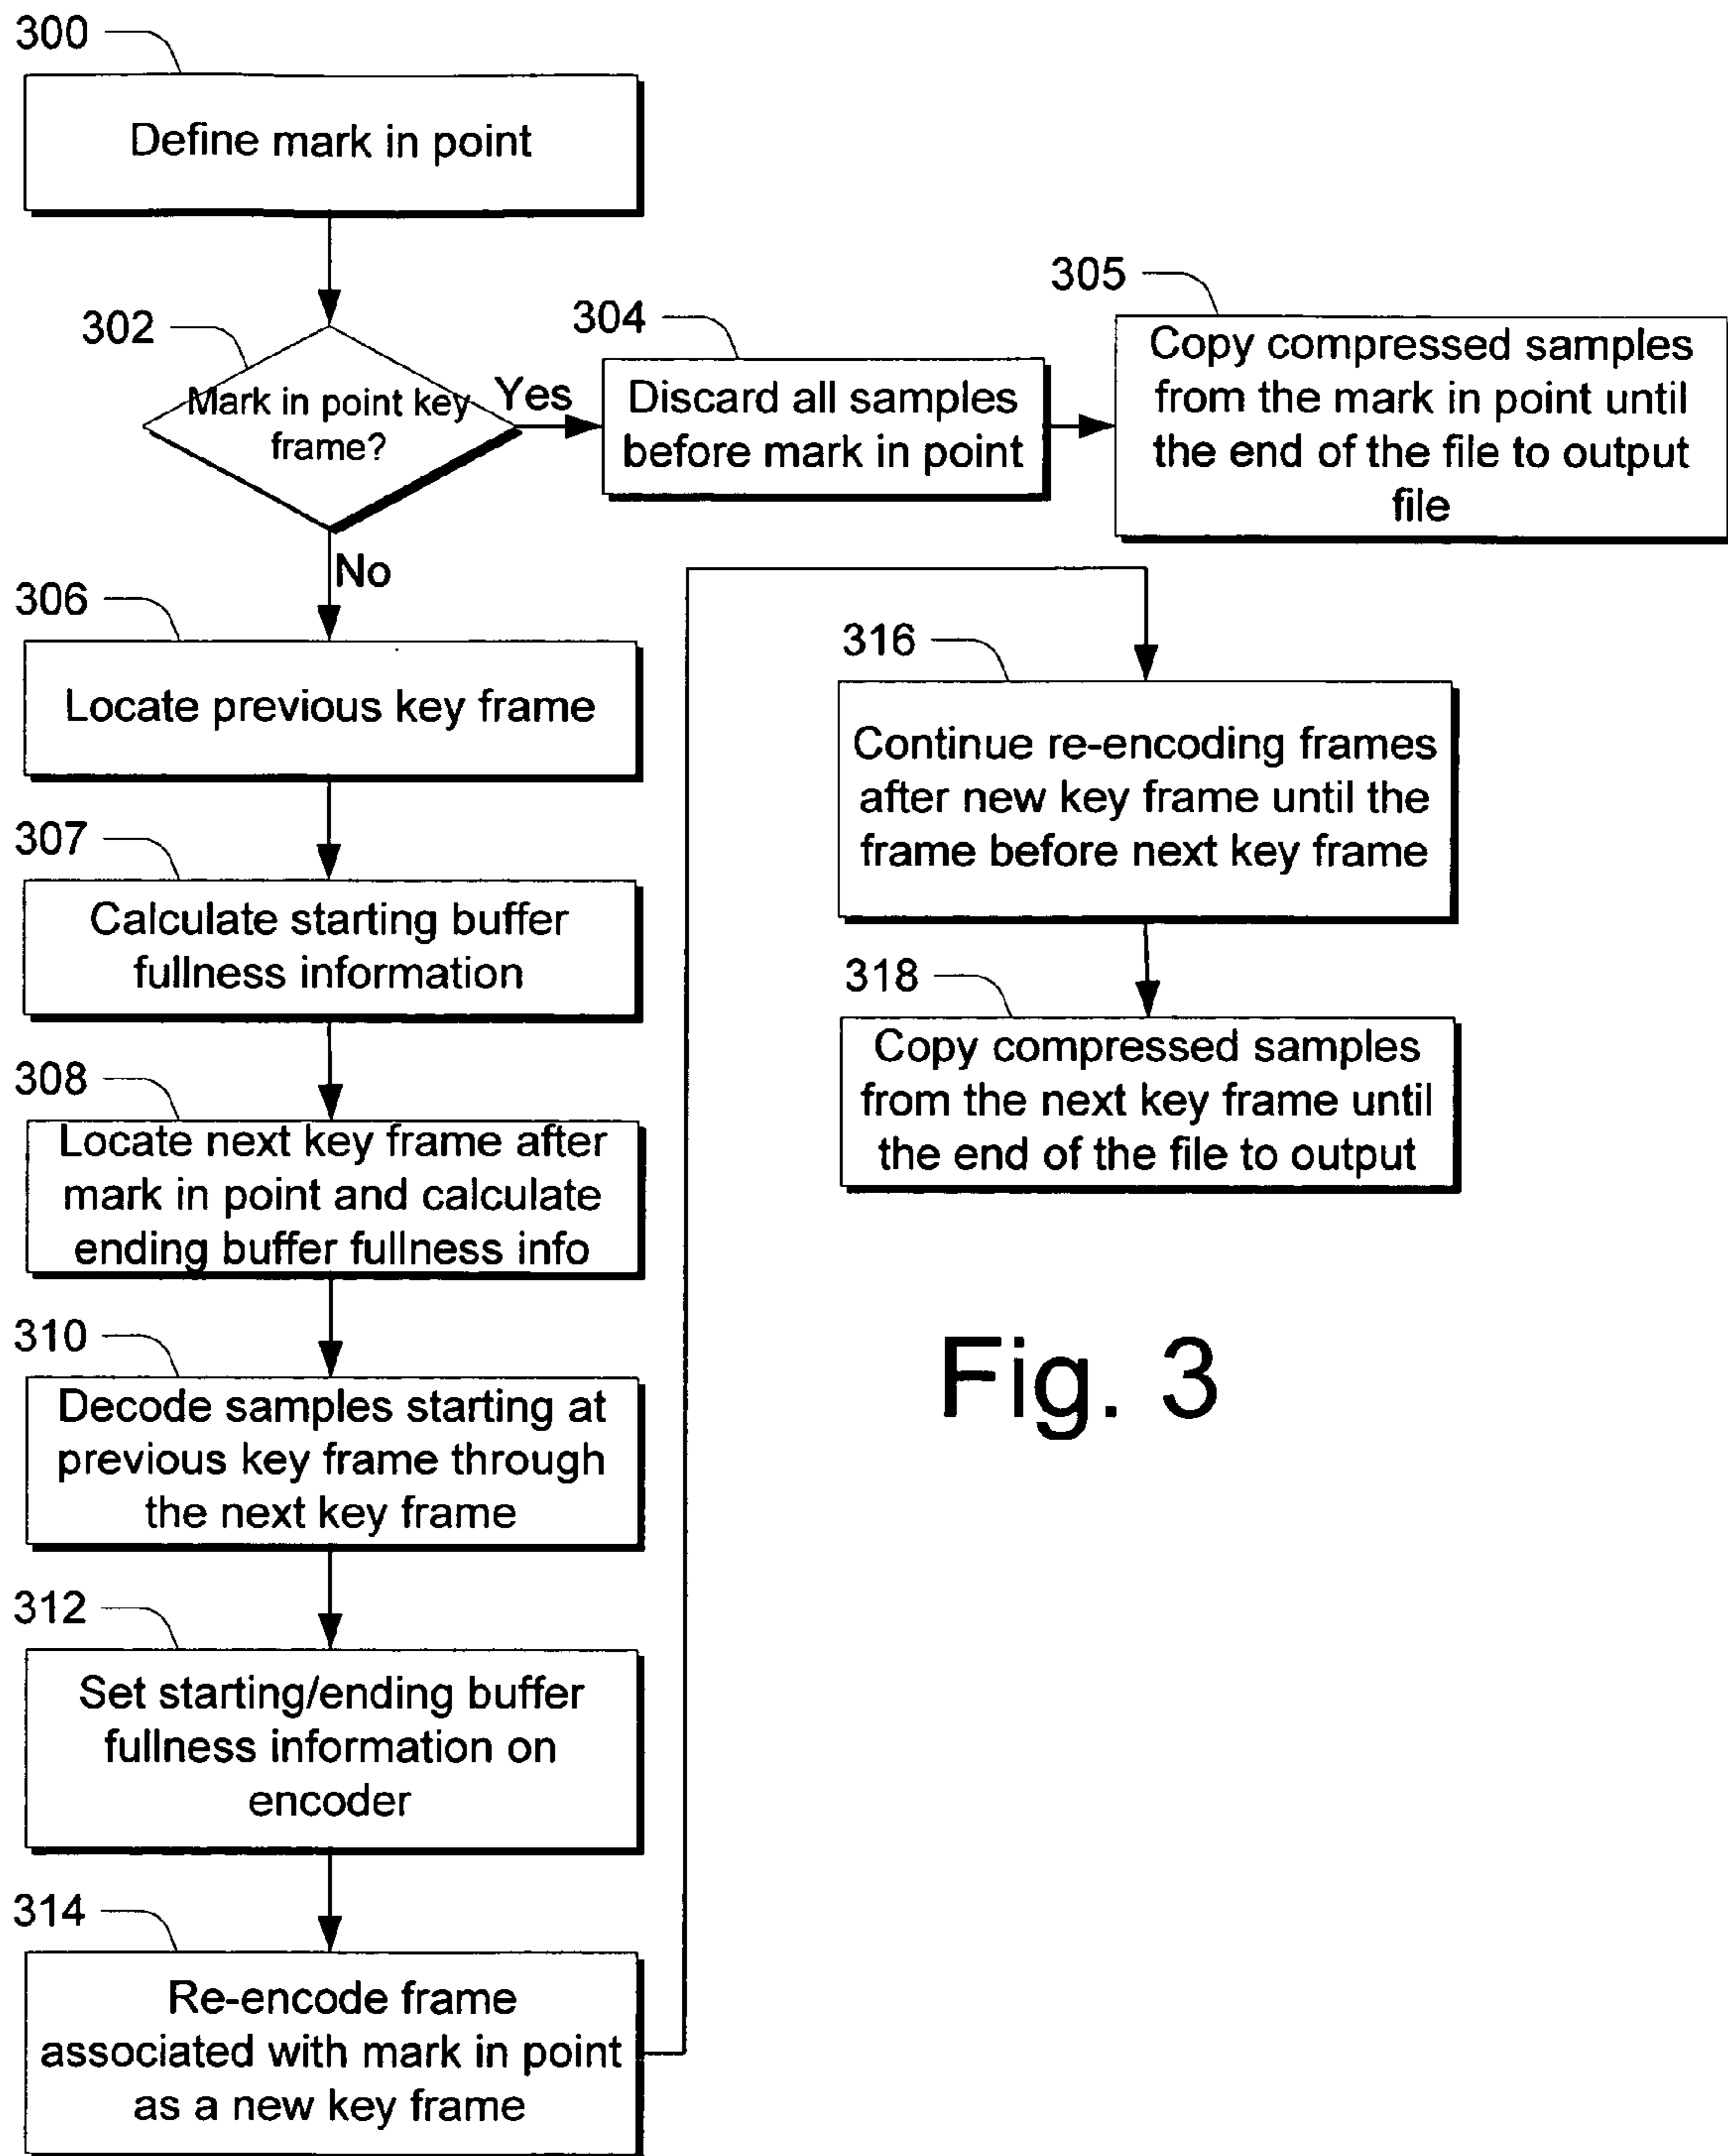 300
Define mark in point
302
Mark in point key
frame?
Yes
No
304
Discard all samples
before mark in point
305
Copy compressed samples
from the mark in point until
the end of the file to output
file
306
Locate previous key frame
307
Calculate starting buffer
fullness information
308
Locate next key frame after
mark in point and calculate
ending buffer fullness info
310
Decode samples starting at
previous key frame through
the next key frame
312
Set starting/ending buffer
fullness information on
encoder
314
Re-encode frame
associated with mark in point
as a new key frame
316
Continue re-encoding frames
after new key frame until the
frame before next key frame
318
Copy compressed samples
from the next key frame until
the end of the file to output
Fig. 3